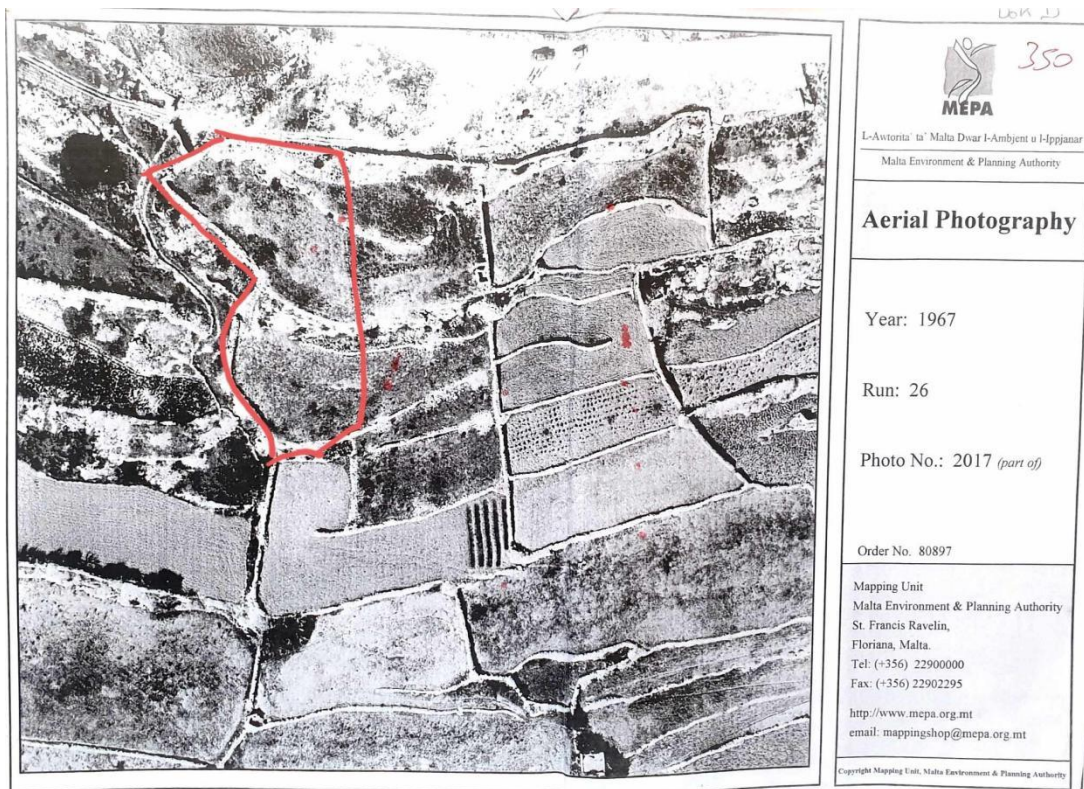 350
MEPA
L-Awtorita' ta' Malta Dwar l-Ambjent u l-Ippjanar
Malta Environment & Planning Authority
Aerial Photography
Year: 1967
Run: 26
Photo No.: 2017 (part of)
Order No. 80897
Mapping Unit
Malta Environment & Planning Authority
St. Francis Ravelin,
Floriana, Malta.
Tel: (+356) 22900000
Fax: (+356) 22902295
http://www.mepa.org.mt
email: mappingshop@mepa.org.mt
Copyright Mapping Unit, Malta Environment & Planning Authority